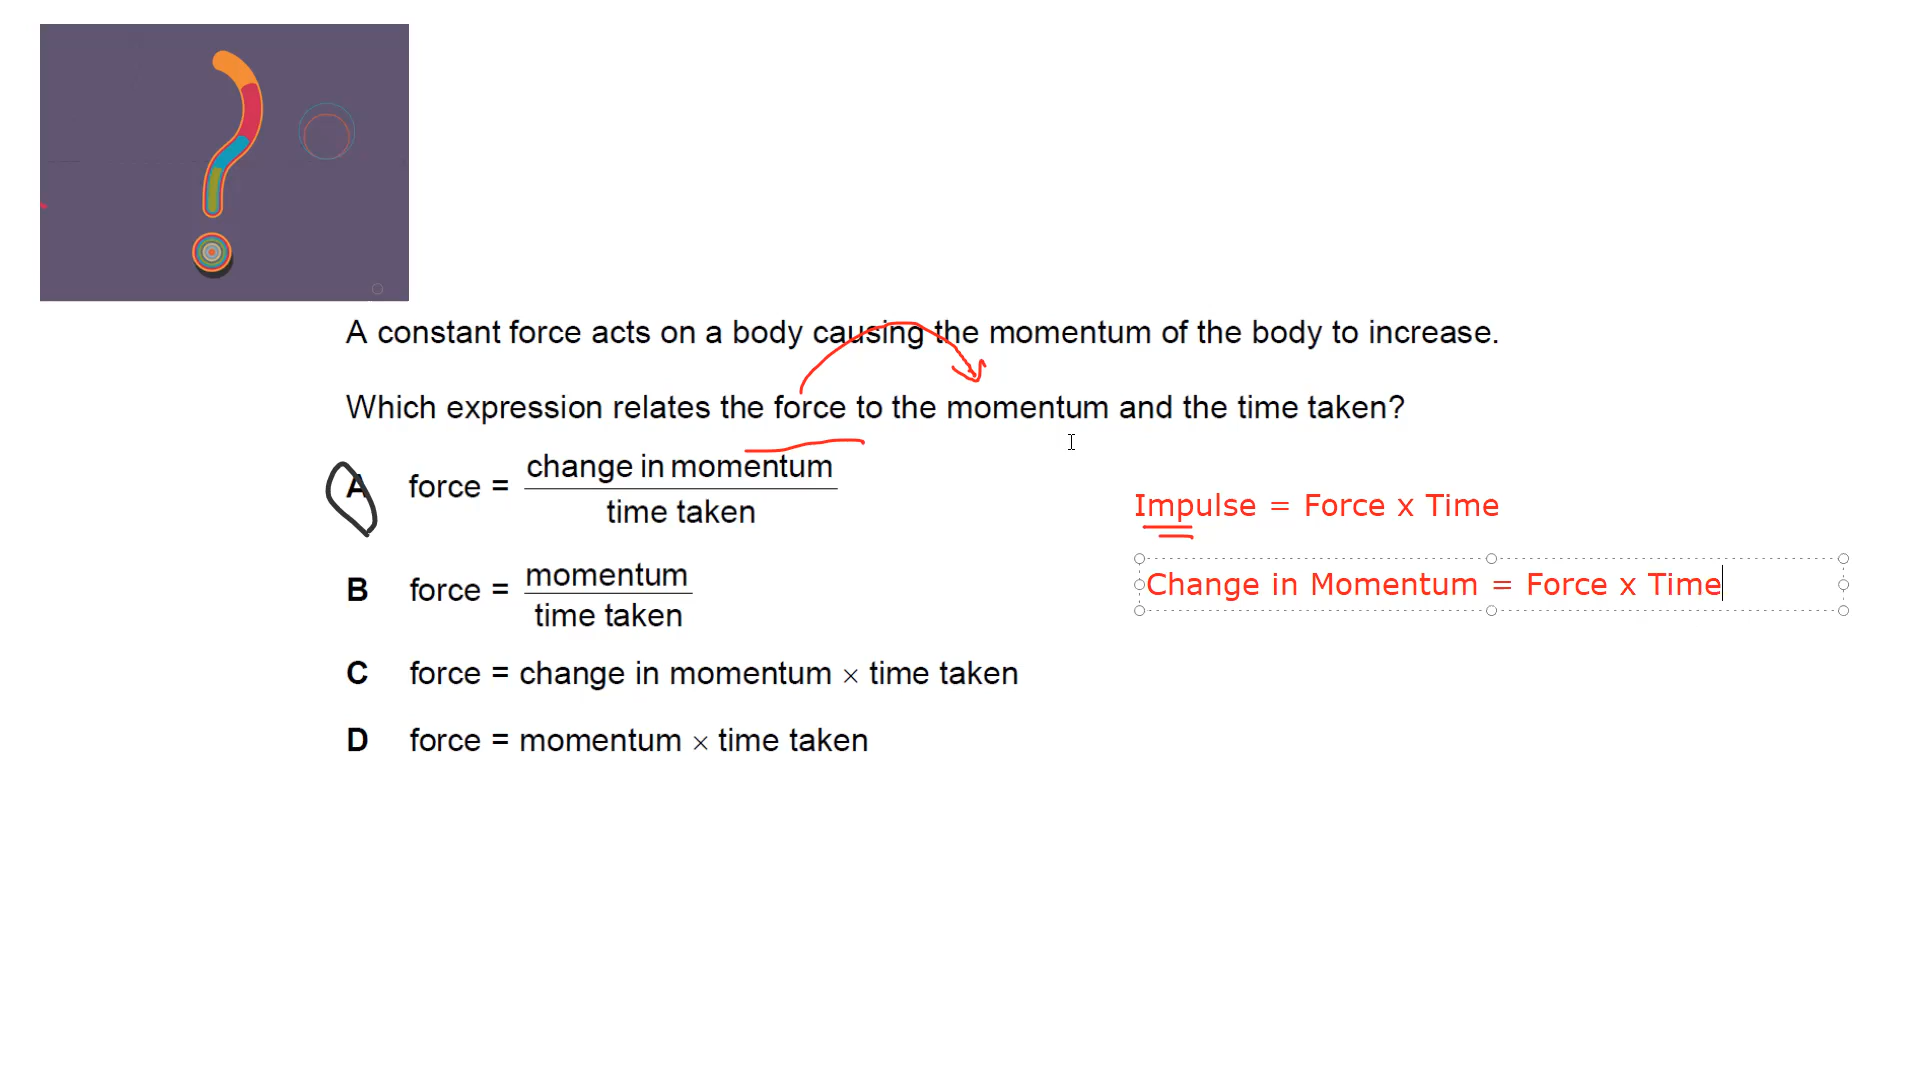 A constant force acts on a body causing the momentum of the body to increase.
Which expression relates the force to the momentum and the time taken?
A force = change in momentum
time taken
B force = momentum
time taken
C force = change in momentum × time taken
D force = momentum × time taken
Impulse = Force x Time
Change in Momentum = Force x Time